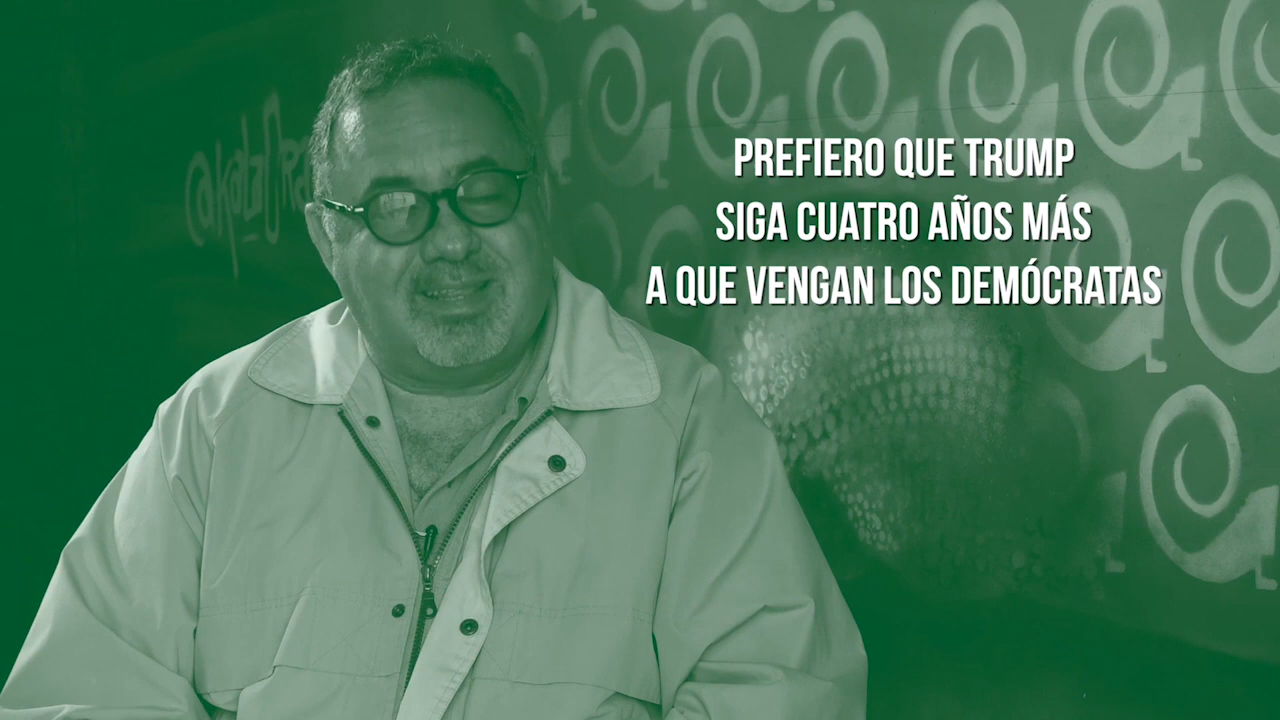 PREFIERO QUE TRUMP
SIGA CUATRO AÑOS MÁS
A QUE VENGAN LOS DEMÓCRATAS